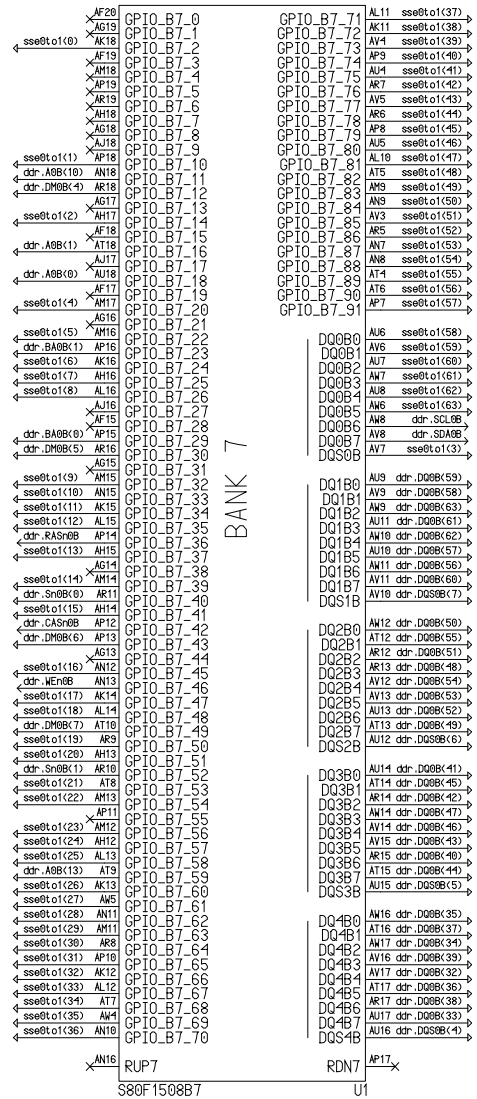 sse0to1(0)
sse0to1(1)
ddr.A0B(10)
ddr.DM0B(4)
sse0to1(2)
ddr.A0B(1)
ddr.A0B(0)
sse0to1(4)
sse0to1(5)
ddr.BA0B(1)
sse0to1(6)
sse0to1(7)
sse0to1(8)
ddr.BA0B(0)
ddr.DM0B(5)
sse0to1(9)
sse0to1(10)
sse0to1(11)
sse0to1(12)
ddr.RASn0B
sse0to1(13)
sse0to1(14)
ddr.Sn0B(0)
sse0to1(15)
ddr.CASn0B
ddr.DM0B(6)
sse0to1(16)
ddr.WEn0B
sse0to1(17)
sse0to1(18)
ddr.DM0B(7)
sse0to1(19)
sse0to1(20)
ddr.Sn0B(1)
sse0to1(21)
sse0to1(22)
sse0to1(23)
sse0to1(24)
sse0to1(25)
ddr.A0B(13)
sse0to1(26)
sse0to1(27)
sse0to1(28)
sse0to1(29)
sse0to1(30)
sse0to1(31)
sse0to1(32)
sse0to1(33)
sse0to1(34)
sse0to1(35)
sse0to1(36)
AF20
AG19
AK18
AF19
AM18
AP19
AR19
AH18
AG18
AJ18
AP18
AN18
AR18
AG17
AH17
AF18
AT18
AJ17
AU18
AF17
AM17
AG16
AM16
AP16
AK16
AH16
AL16
AJ16
AF15
AP15
AR16
AG15
AM15
AN15
AK15
AL15
AP14
AH15
AG14
AM14
AR11
AH14
AP12
AP13
AG13
AN12
AN13
AK14
AL14
AT10
AR9
AH13
AR10
AT8
AM13
AP11
AM12
AH12
AL13
AT9
AK13
AW5
AN11
AM11
AR8
AP10
AK12
AL12
AT7
AW4
AN10
AN16
GPIO_B7_0
GPIO_B7_1
GPIO_B7_2
GPIO_B7_3
GPIO_B7_4
GPIO_B7_5
GPIO_B7_6
GPIO_B7_7
GPIO_B7_8
GPIO_B7_9
GPIO_B7_10
GPIO_B7_11
GPIO_B7_12
GPIO_B7_13
GPIO_B7_14
GPIO_B7_15
GPIO_B7_16
GPIO_B7_17
GPIO_B7_18
GPIO_B7_19
GPIO_B7_20
GPIO_B7_21
GPIO_B7_22
GPIO_B7_23
GPIO_B7_24
GPIO_B7_25
GPIO_B7_26
GPIO_B7_27
GPIO_B7_28
GPIO_B7_29
GPIO_B7_30
GPIO_B7_31
GPIO_B7_32
GPIO_B7_33
GPIO_B7_34
GPIO_B7_35
GPIO_B7_36
GPIO_B7_37
GPIO_B7_38
GPIO_B7_39
GPIO_B7_40
GPIO_B7_41
GPIO_B7_42
GPIO_B7_43
GPIO_B7_44
GPIO_B7_45
GPIO_B7_46
GPIO_B7_47
GPIO_B7_48
GPIO_B7_49
GPIO_B7_50
GPIO_B7_51
GPIO_B7_52
GPIO_B7_53
GPIO_B7_54
GPIO_B7_55
GPIO_B7_56
GPIO_B7_57
GPIO_B7_58
GPIO_B7_59
GPIO_B7_60
GPIO_B7_61
GPIO_B7_62
GPIO_B7_63
GPIO_B7_64
GPIO_B7_65
GPIO_B7_66
GPIO_B7_67
GPIO_B7_68
GPIO_B7_69
GPIO_B7_70
RUP7
BANK 7
GPIO_B7_71
GPIO_B7_72
GPIO_B7_73
GPIO_B7_74
GPIO_B7_75
GPIO_B7_76
GPIO_B7_77
GPIO_B7_78
GPIO_B7_79
GPIO_B7_80
GPIO_B7_81
GPIO_B7_82
GPIO_B7_83
GPIO_B7_84
GPIO_B7_85
GPIO_B7_86
GPIO_B7_87
GPIO_B7_88
GPIO_B7_89
GPIO_B7_90
GPIO_B7_91
DQ0B0
DQ0B1
DQ0B2
DQ0B3
DQ0B4
DQ0B5
DQ0B6
DQ0B7
DQS0B
DQ1B0
DQ1B1
DQ1B2
DQ1B3
DQ1B4
DQ1B5
DQ1B6
DQ1B7
DQS1B
DQ2B0
DQ2B1
DQ2B2
DQ2B3
DQ2B4
DQ2B5
DQ2B6
DQ2B7
DQS2B
DQ3B0
DQ3B1
DQ3B2
DQ3B3
DQ3B4
DQ3B5
DQ3B6
DQ3B7
DQS3B
DQ4B0
DQ4B1
DQ4B2
DQ4B3
DQ4B4
DQ4B5
DQ4B6
DQ4B7
DQS4B
RDN7
AL11 sse0to1(37)
AK11 sse0to1(38)
AV4 sse0to1(39)
AP9 sse0to1(40)
AU4 sse0to1(41)
AR7 sse0to1(42)
AV5 sse0to1(43)
AR6 sse0to1(44)
AP8 sse0to1(45)
AU5 sse0to1(46)
AL10 sse0to1(47)
AT5 sse0to1(48)
AM9 sse0to1(49)
AN9 sse0to1(50)
AV3 sse0to1(51)
AR5 sse0to1(52)
AN7 sse0to1(53)
AN8 sse0to1(54)
AT4 sse0to1(55)
AT6 sse0to1(56)
AP7 sse0to1(57)
AU6 sse0to1(58)
AV6 sse0to1(59)
AU7 sse0to1(60)
AW7 sse0to1(61)
AU8 sse0to1(62)
AW6 sse0to1(63)
AW8 ddr.SCL0B
AV8 ddr.SDA0B
AV7 sse0to1(3)
AU9 ddr.DQ0B(59)
AV9 ddr.DQ0B(58)
AW9 ddr.DQ0B(63)
AU11 ddr.DQ0B(61)
AW10 ddr.DQ0B(62)
AU10 ddr.DQ0B(57)
AW11 ddr.DQ0B(56)
AV11 ddr.DQ0B(60)
AV10 ddr.DQS0B(7)
AW12 ddr.DQ0B(50)
AT12 ddr.DQ0B(55)
AR12 ddr.DQ0B(51)
AR13 ddr.DQ0B(48)
AV12 ddr.DQ0B(54)
AV13 ddr.DQ0B(53)
AU13 ddr.DQ0B(52)
AT13 ddr.DQ0B(49)
AU12 ddr.DQS0B(6)
AU14 ddr.DQ0B(41)
AT14 ddr.DQ0B(45)
AR14 ddr.DQ0B(42)
AW14 ddr.DQ0B(47)
AV14 ddr.DQ0B(46)
AV15 ddr.DQ0B(43)
AR15 ddr.DQ0B(40)
AT15 ddr.DQ0B(44)
AU15 ddr.DQS0B(5)
AW16 ddr.DQ0B(35)
AT16 ddr.DQ0B(37)
AW17 ddr.DQ0B(34)
AV16 ddr.DQ0B(39)
AV17 ddr.DQ0B(32)
AT17 ddr.DQ0B(36)
AR17 ddr.DQ0B(38)
AU17 ddr.DQ0B(33)
AU16 ddr.DQS0B(4)
AP17
S80F1508B7
U1